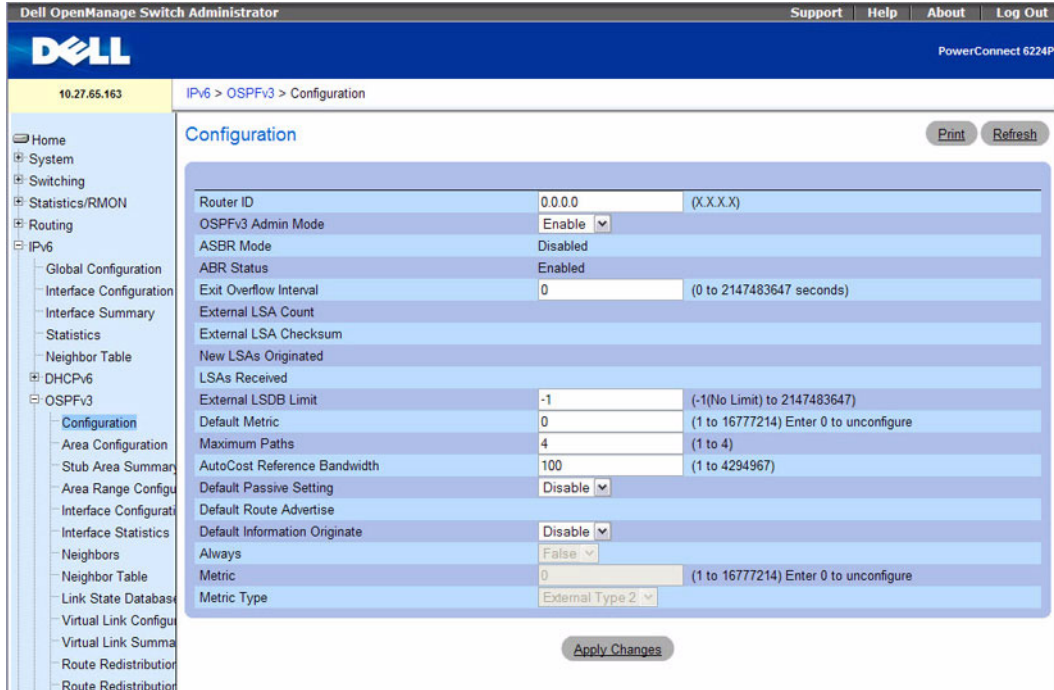 Dell OpenManage Switch Administrator
Support Help About Log Out
DELL
PowerConnect 6224P
10.27.65.163
IPv6 > OSPFv3 > Configuration
Home
System
Switching
Statistics/RMON
Routing
IPv6
Global Configuration
Interface Configuration
Interface Summary
Statistics
Neighbor Table
DHCPv6
OSPFv3
Configuration
Area Configuration
Stub Area Summary
Area Range Configu
Interface Configurati
Interface Statistics
Neighbors
Neighbor Table
Link State Database
Virtual Link Configur
Virtual Link Summa
Route Redistribution
Route Redistribution
Configuration
Print Refresh
Router ID 0.0.0.0 (X.X.X.X)
OSPFv3 Admin Mode Enable
ASBR Mode Disabled
ABR Status Enabled
Exit Overflow Interval 0 (0 to 2147483647 seconds)
External LSA Count
External LSA Checksum
New LSAs Originated
LSAs Received
External LSDB Limit -1 (-1(No Limit) to 2147483647)
Default Metric 0 (1 to 16777214) Enter 0 to unconfigure
Maximum Paths 4 (1 to 4)
AutoCost Reference Bandwidth 100 (1 to 4294967)
Default Passive Setting Disable
Default Route Advertise
Default Information Originate Disable
Always False
Metric 0 (1 to 16777214) Enter 0 to unconfigure
Metric Type External Type 2
Apply Changes